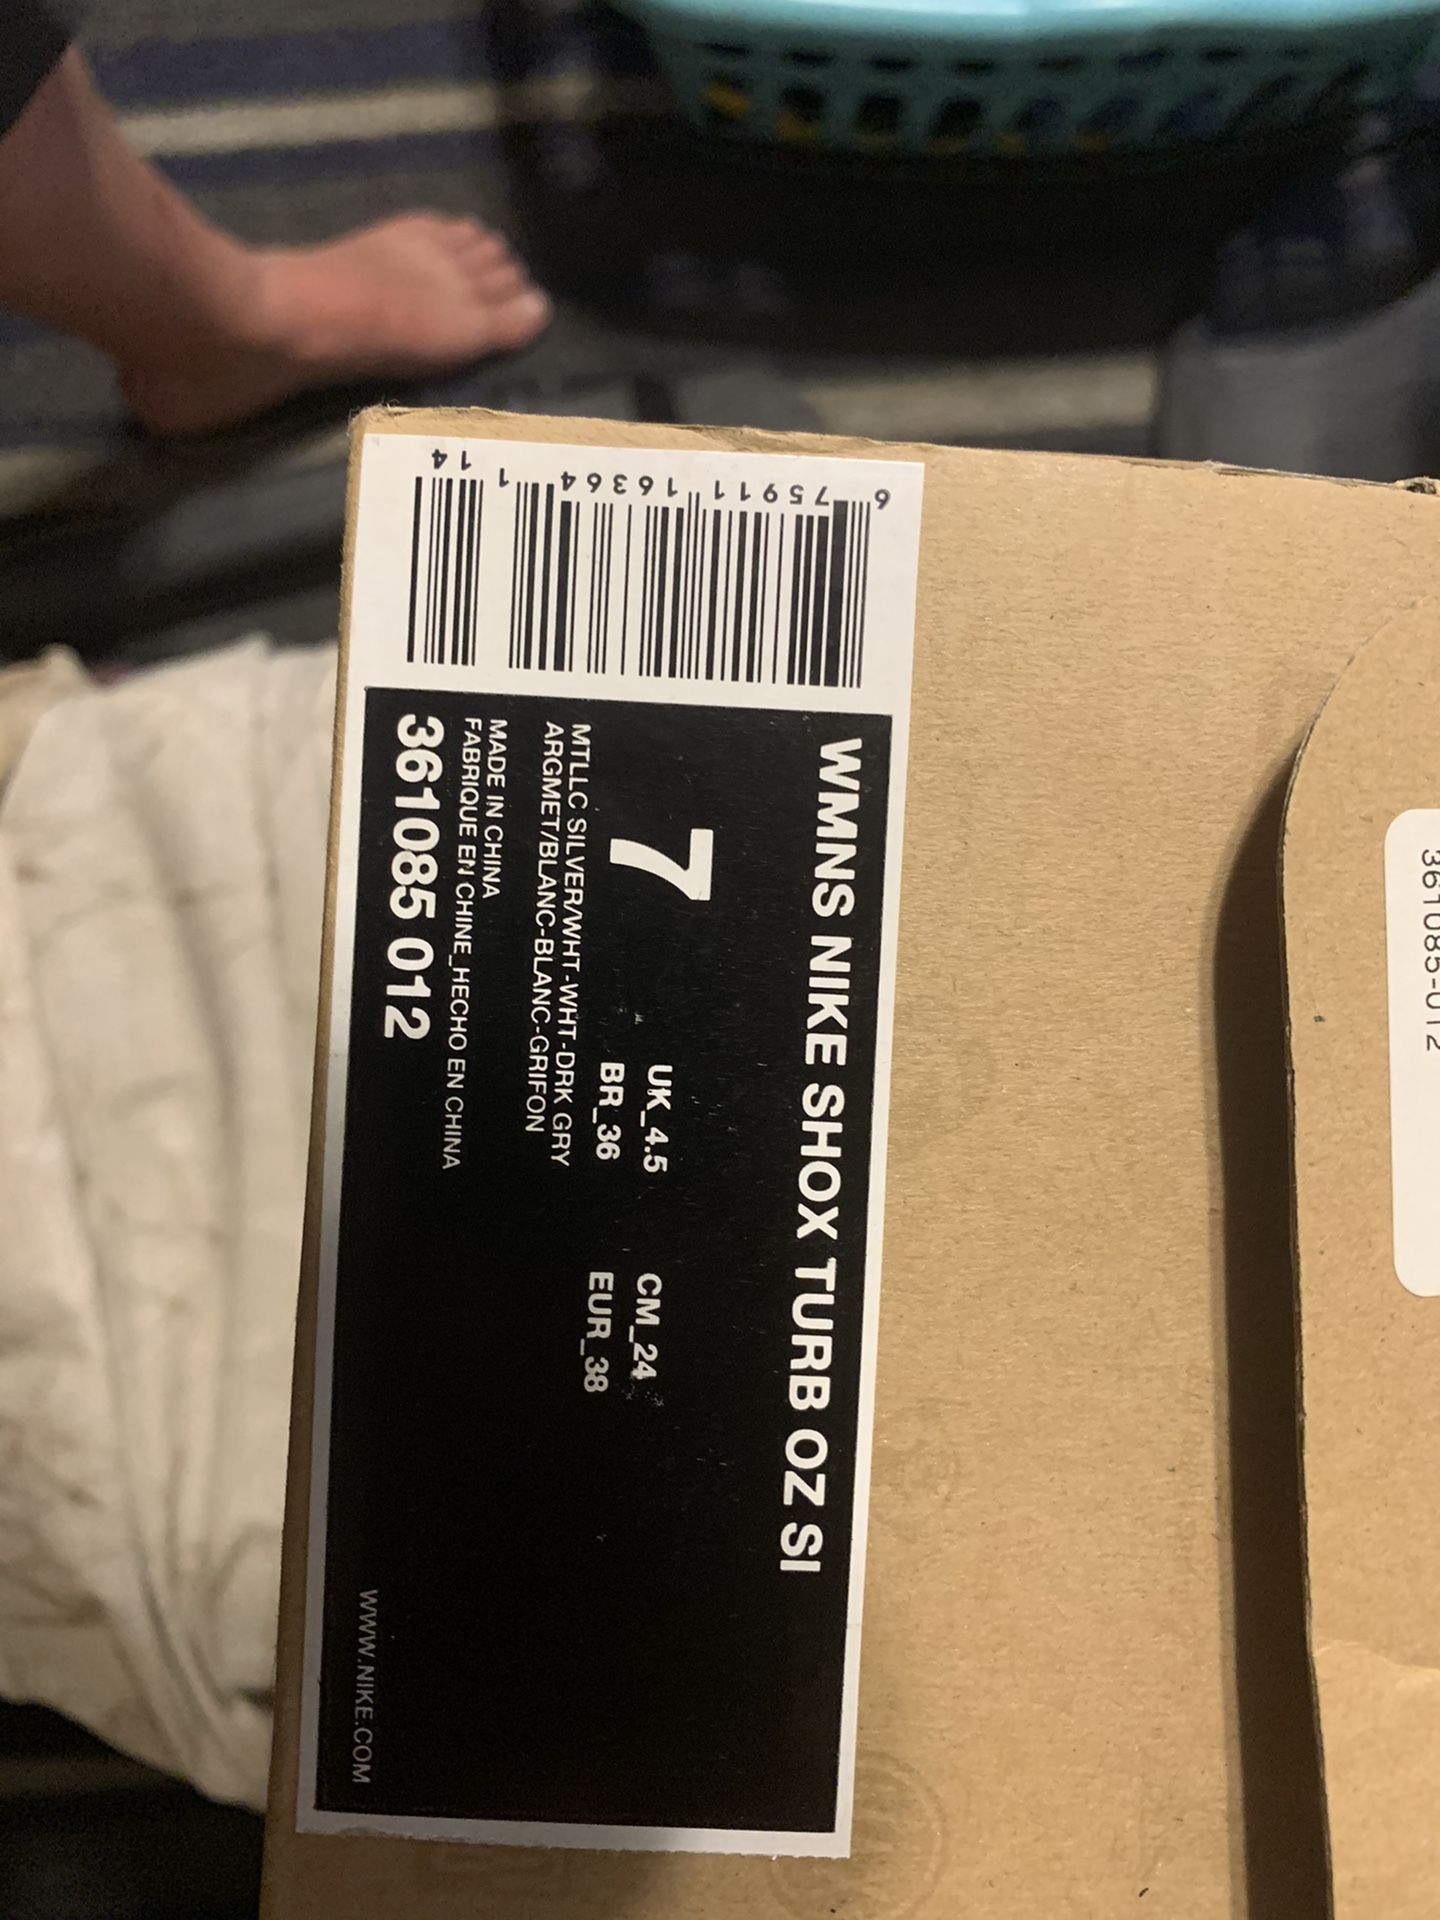 WMNS NIKE SHOX TURB OZ SI
7
UK_4.5 CM_24
BR_36 EUR_38
MTLLC SILVER/WHT-WHT-DRK GRY
ARGMET/BLANC-BLANC-GRIFON
MADE IN CHINA
FABRIQUE EN CHINE_HECHO EN CHINA
361085 012
WWW.NIKE.COM
6 75911 16364 1 14
361085-012